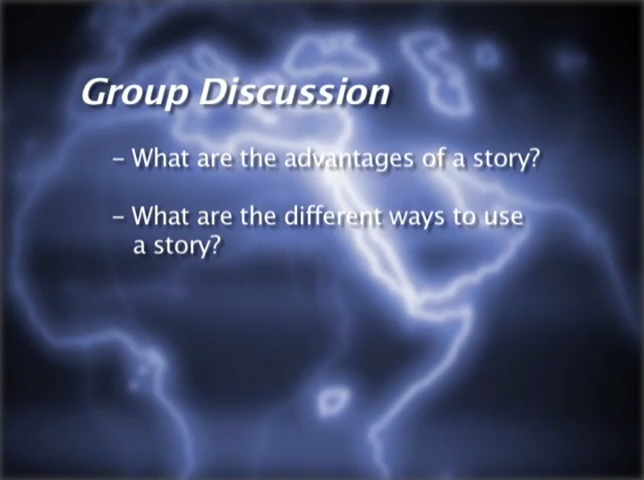 Group Discussion
– What are the advantages of a story?
– What are the different ways to use
a story?